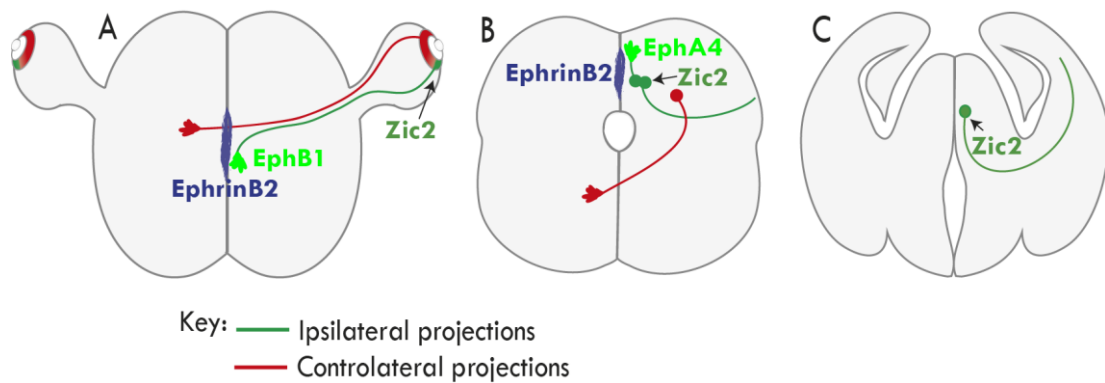 A
Zic2
EphB1
EphrinB2
B
EphA4
EphrinB2
Zic2
C
Zic2
Key:
Ipsilateral projections
Controlateral projections